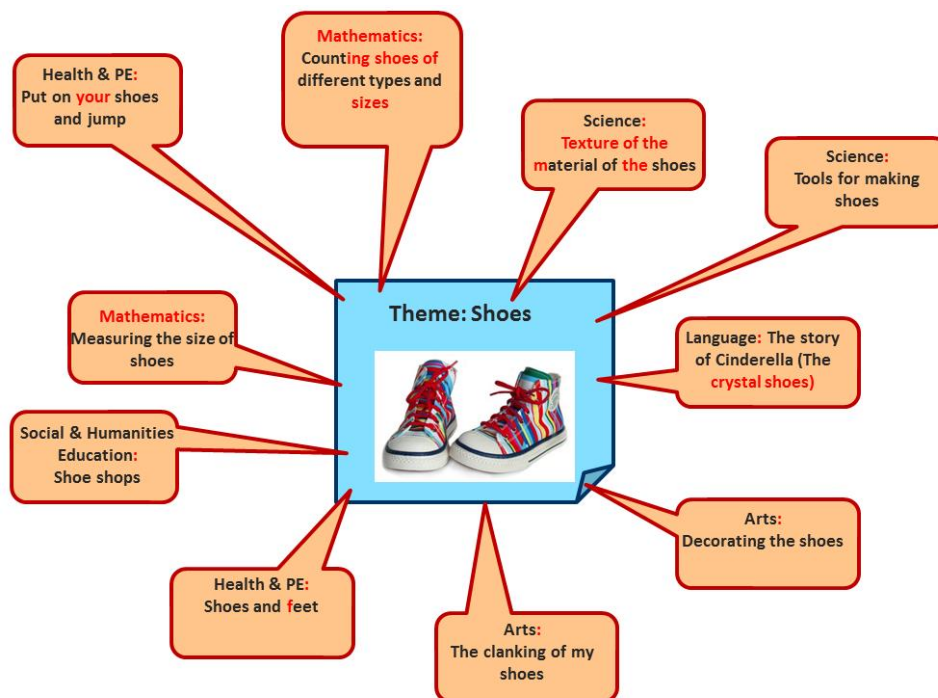 Mathematics:
Counting shoes of
different types and
sizes
Health & PE:
Put on your shoes
and jump
Science:
Texture of the
material of the shoes
Science:
Tools for making
shoes
Theme: Shoes
Mathematics:
Measuring the size of
shoes
Language: The story
of Cinderella (The
crystal shoes)
Social & Humanities
Education:
Shoe shops
Arts:
Decorating the shoes
Health & PE:
Shoes and feet
Arts:
The clanking of my
shoes